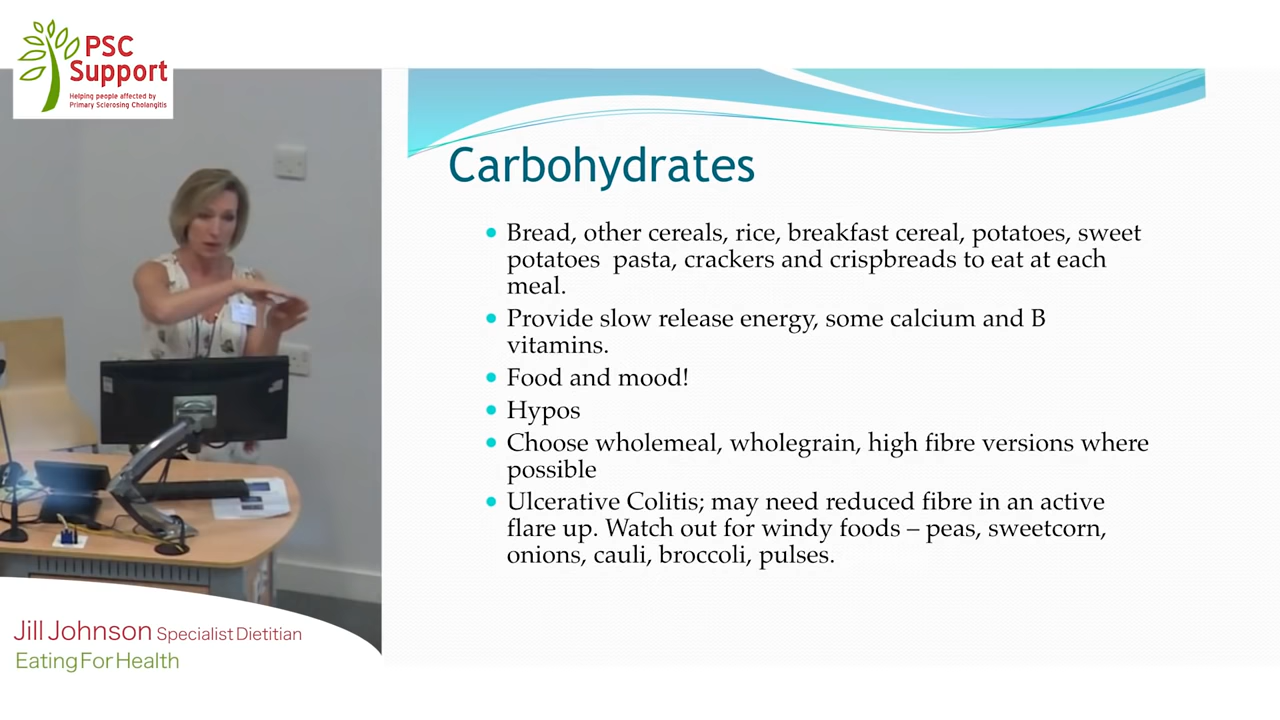 PSC
Support
Helping people affected by
Primary Sclerosing Cholangitis
Carbohydrates
• Bread, other cereals, rice, breakfast cereal, potatoes, sweet
potatoes pasta, crackers and crispbreads to eat at each
meal.
• Provide slow release energy, some calcium and B
vitamins.
• Food and mood!
• Hypos
• Choose wholemeal, wholegrain, high fibre versions where
possible
• Ulcerative Colitis; may need reduced fibre in an active
flare up. Watch out for windy foods – peas, sweetcorn,
onions, cauli, broccoli, pulses.
Jill Johnson Specialist Dietitian
Eating For Health